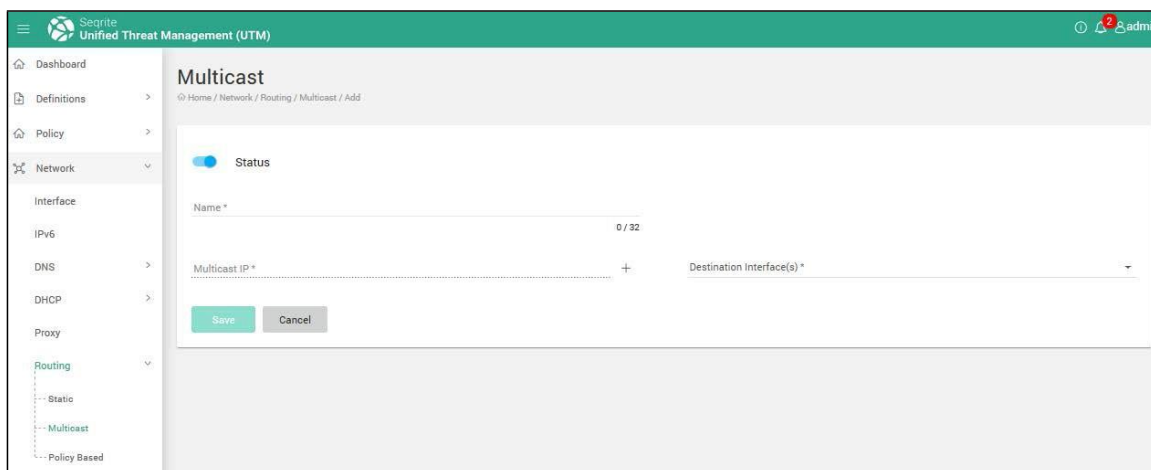 Seqrite
Unified Threat Management (UTM)
2
admi
Dashboard
Definitions
Policy
Network
Interface
IPv6
DNS
DHCP
Proxy
Routing
Static
Multicast
Policy Based
Multicast
Home / Network / Routing / Multicast / Add
Status
Name *
0 / 32
Multicast IP *
+
Destination Interface(s) *
Save
Cancel